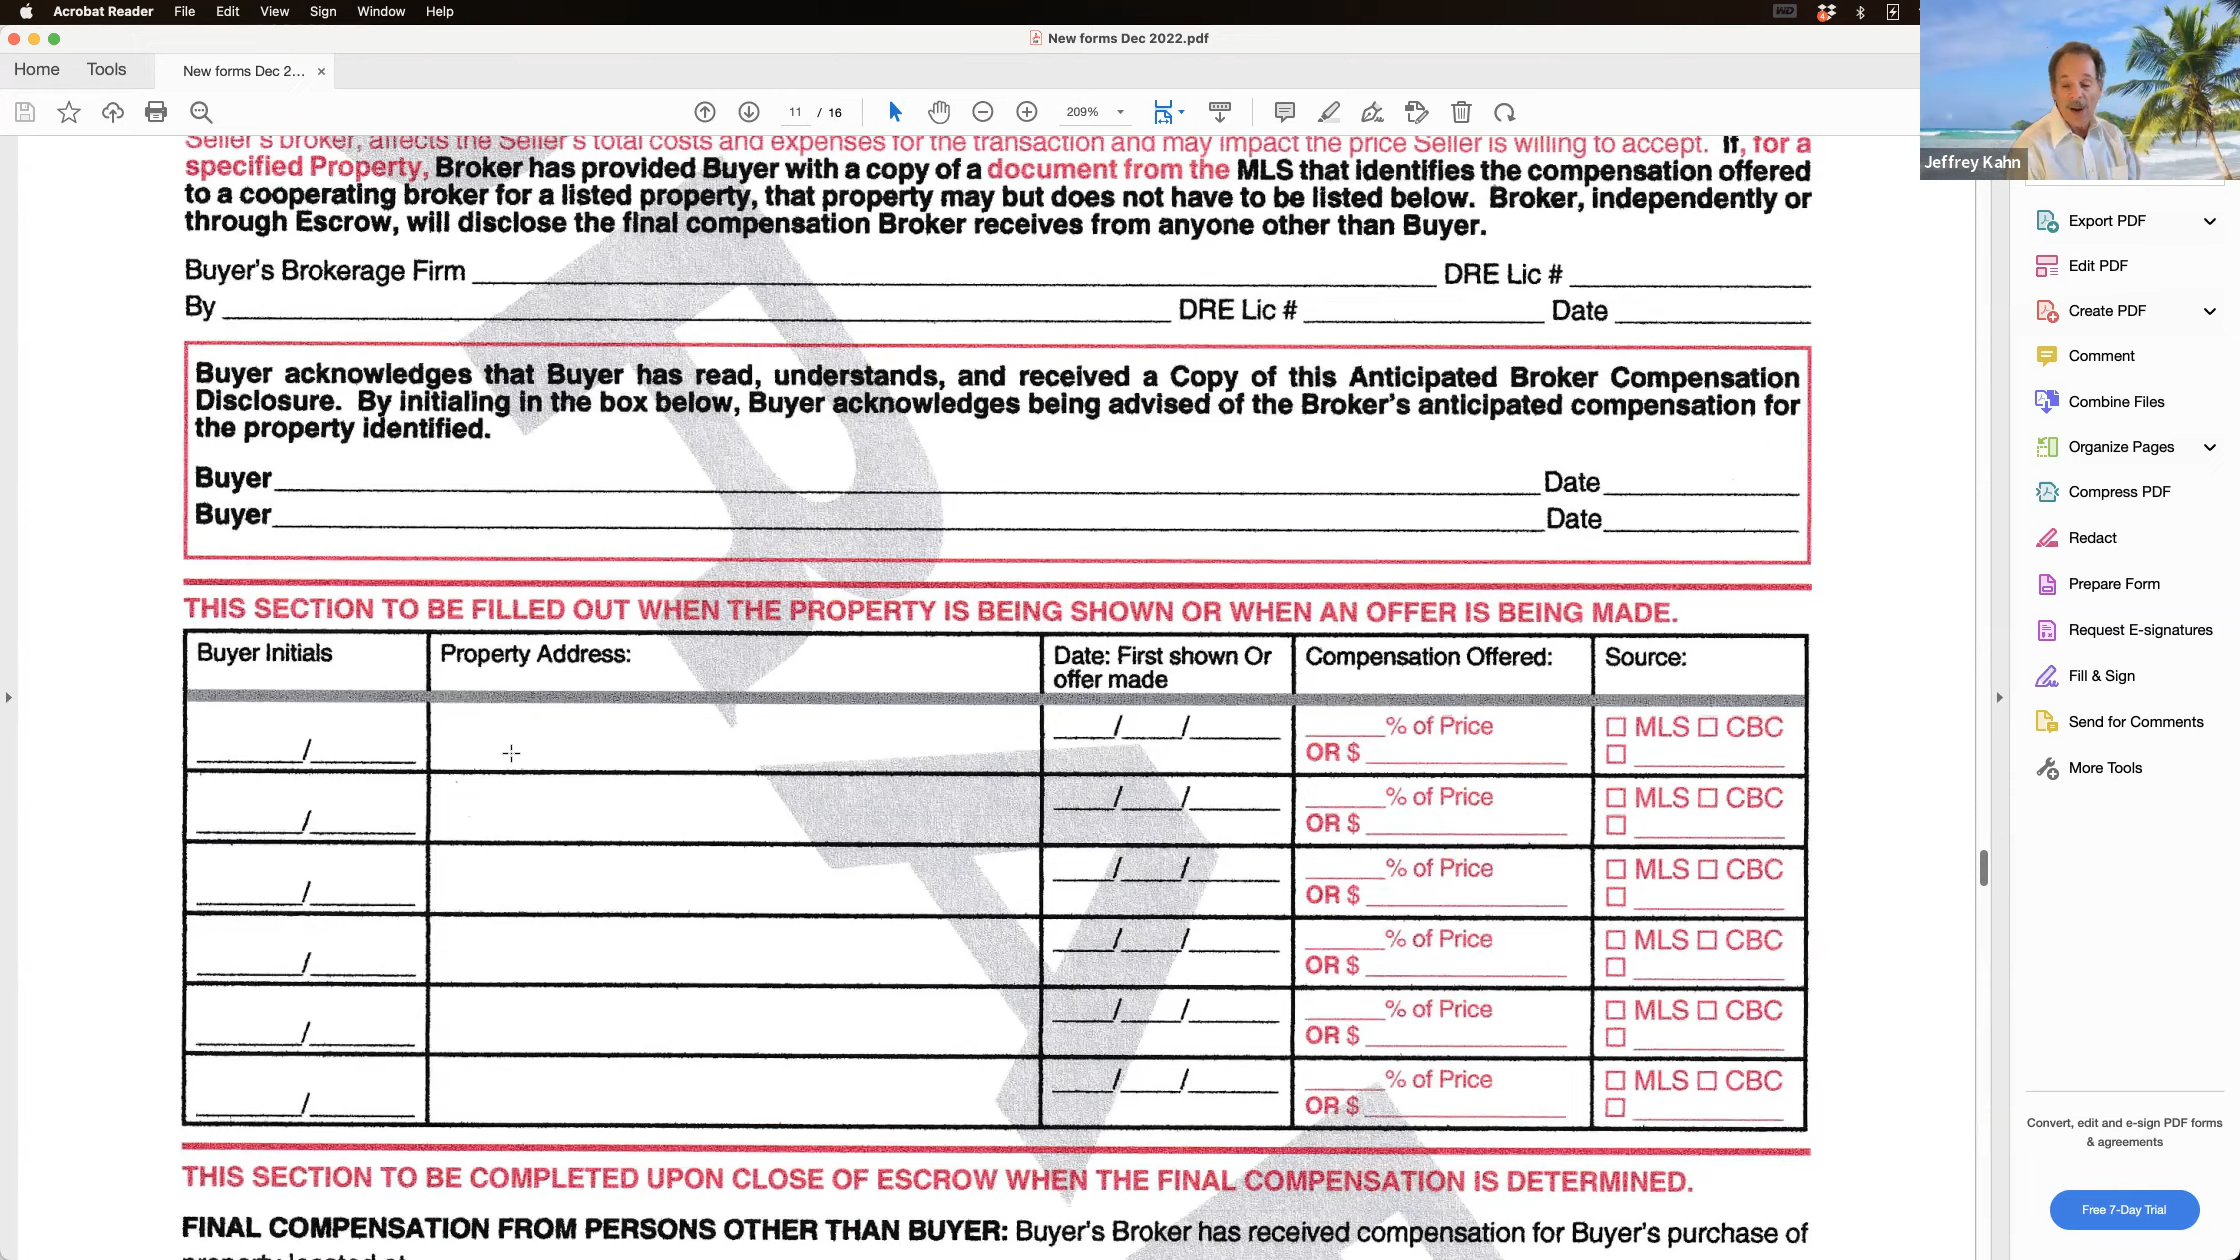 Acrobat Reader File Edit View Sign Window Help
New forms Dec 2022.pdf
Home Tools New forms Dec 2... ×
11 / 16 209%
Jeffrey Kahn
Seller's broker, affects the Seller's total costs and expenses for the transaction and may impact the price Seller is willing to accept. If, for a
specified Property, Broker has provided Buyer with a copy of a document from the MLS that identifies the compensation offered
to a cooperating broker for a listed property, that property may but does not have to be listed below. Broker, independently or
through Escrow, will disclose the final compensation Broker receives from anyone other than Buyer.
Buyer's Brokerage Firm DRE Lic #
By DRE Lic # Date
Buyer acknowledges that Buyer has read, understands, and received a Copy of this Anticipated Broker Compensation
Disclosure. By initialing in the box below, Buyer acknowledges being advised of the Broker's anticipated compensation for
the property identified.
Buyer Date
Buyer Date
THIS SECTION TO BE FILLED OUT WHEN THE PROPERTY IS BEING SHOWN OR WHEN AN OFFER IS BEING MADE.
Buyer Initials Property Address: Date: First shown Or Compensation Offered: Source:
offer made
/ / / % of Price MLS CBC
OR $
/ / / % of Price MLS CBC
OR $
/ / / % of Price MLS CBC
OR $
/ / / % of Price MLS CBC
OR $
/ / / % of Price MLS CBC
OR $
/ / / % of Price MLS CBC
OR $
THIS SECTION TO BE COMPLETED UPON CLOSE OF ESCROW WHEN THE FINAL COMPENSATION IS DETERMINED.
FINAL COMPENSATION FROM PERSONS OTHER THAN BUYER: Buyer's Broker has received compensation for Buyer's purchase of
property located at
Export PDF
Edit PDF
Create PDF
Comment
Combine Files
Organize Pages
Compress PDF
Redact
Prepare Form
Request E-signatures
Fill & Sign
Send for Comments
More Tools
Convert, edit and e-sign PDF forms
& agreements
Free 7-Day Trial